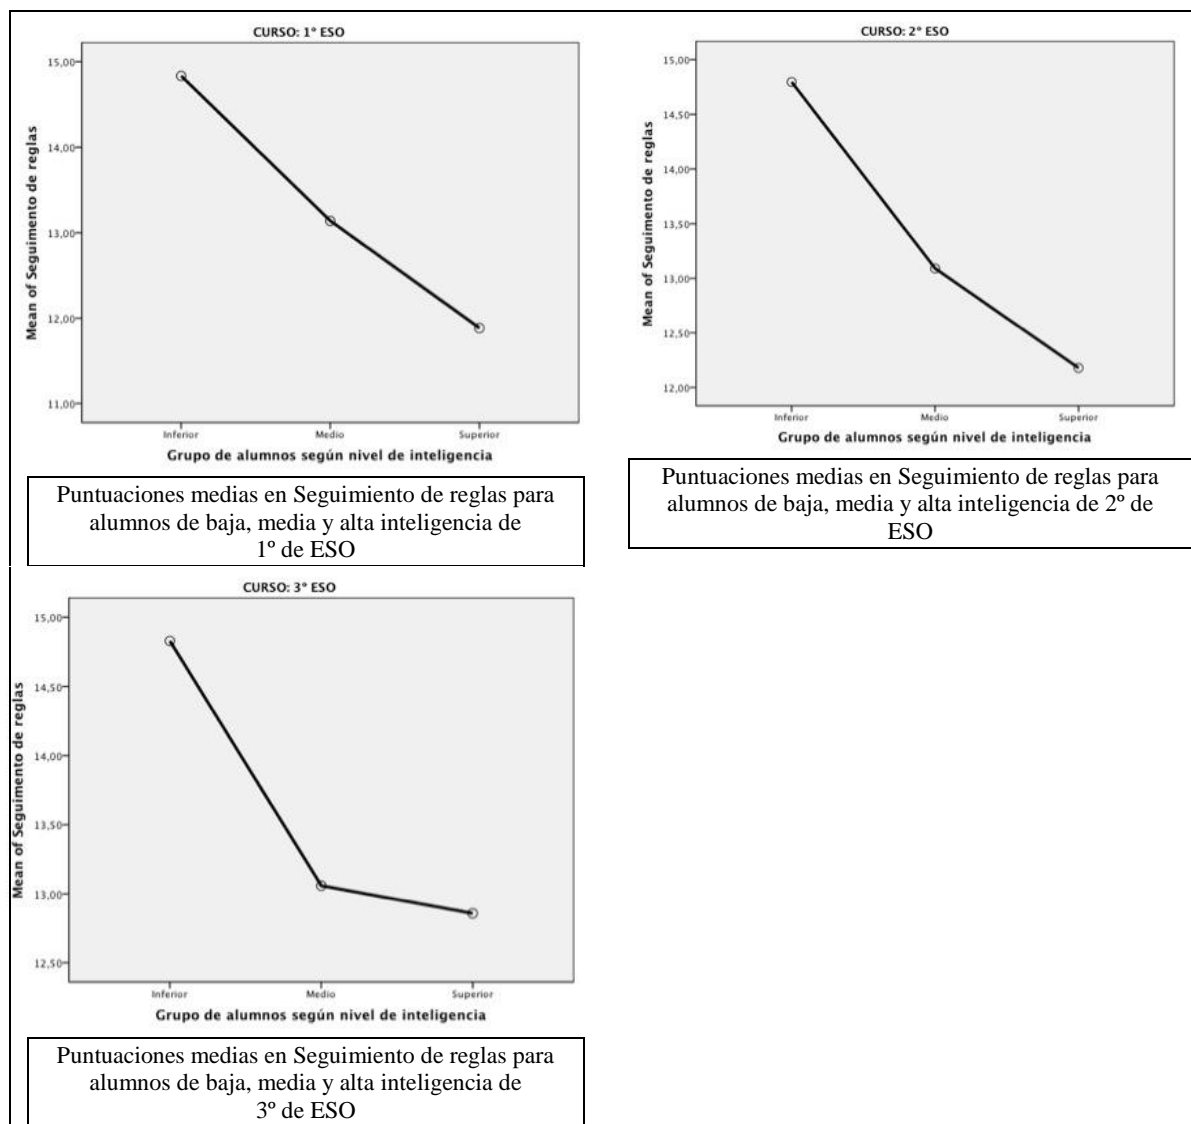 CURSO: 1º ESO
Mean of Seguimento de reglas
15,00
14,00
13,00
12,00
11,00
Inferior Medio Superior
Grupo de alumnos según nivel de inteligencia
Puntuaciones medias en Seguimiento de reglas para
alumnos de baja, media y alta inteligencia de
1º de ESO
CURSO: 2º ESO
Mean of Seguimento de reglas
15,00
14,50
14,00
13,50
13,00
12,50
12,00
Inferior Medio Superior
Grupo de alumnos según nivel de inteligencia
Puntuaciones medias en Seguimiento de reglas para
alumnos de baja, media y alta inteligencia de 2º de
ESO
CURSO: 3º ESO
Mean of Seguimento de reglas
15,00
14,50
14,00
13,50
13,00
12,50
Inferior Medio Superior
Grupo de alumnos según nivel de inteligencia
Puntuaciones medias en Seguimiento de reglas para
alumnos de baja, media y alta inteligencia de
3º de ESO